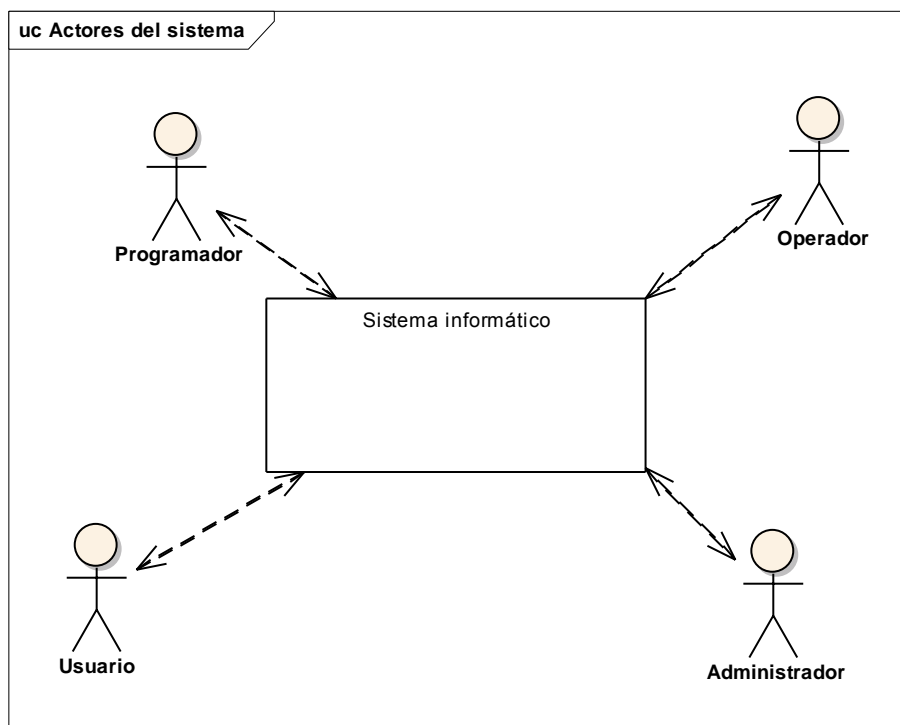 uc Actores del sistema
Programador
Operador
Sistema informático
Usuario
Administrador